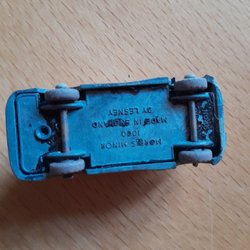 MORRIS MINOR
1000
MADE IN ENGLAND
BY LESNEY